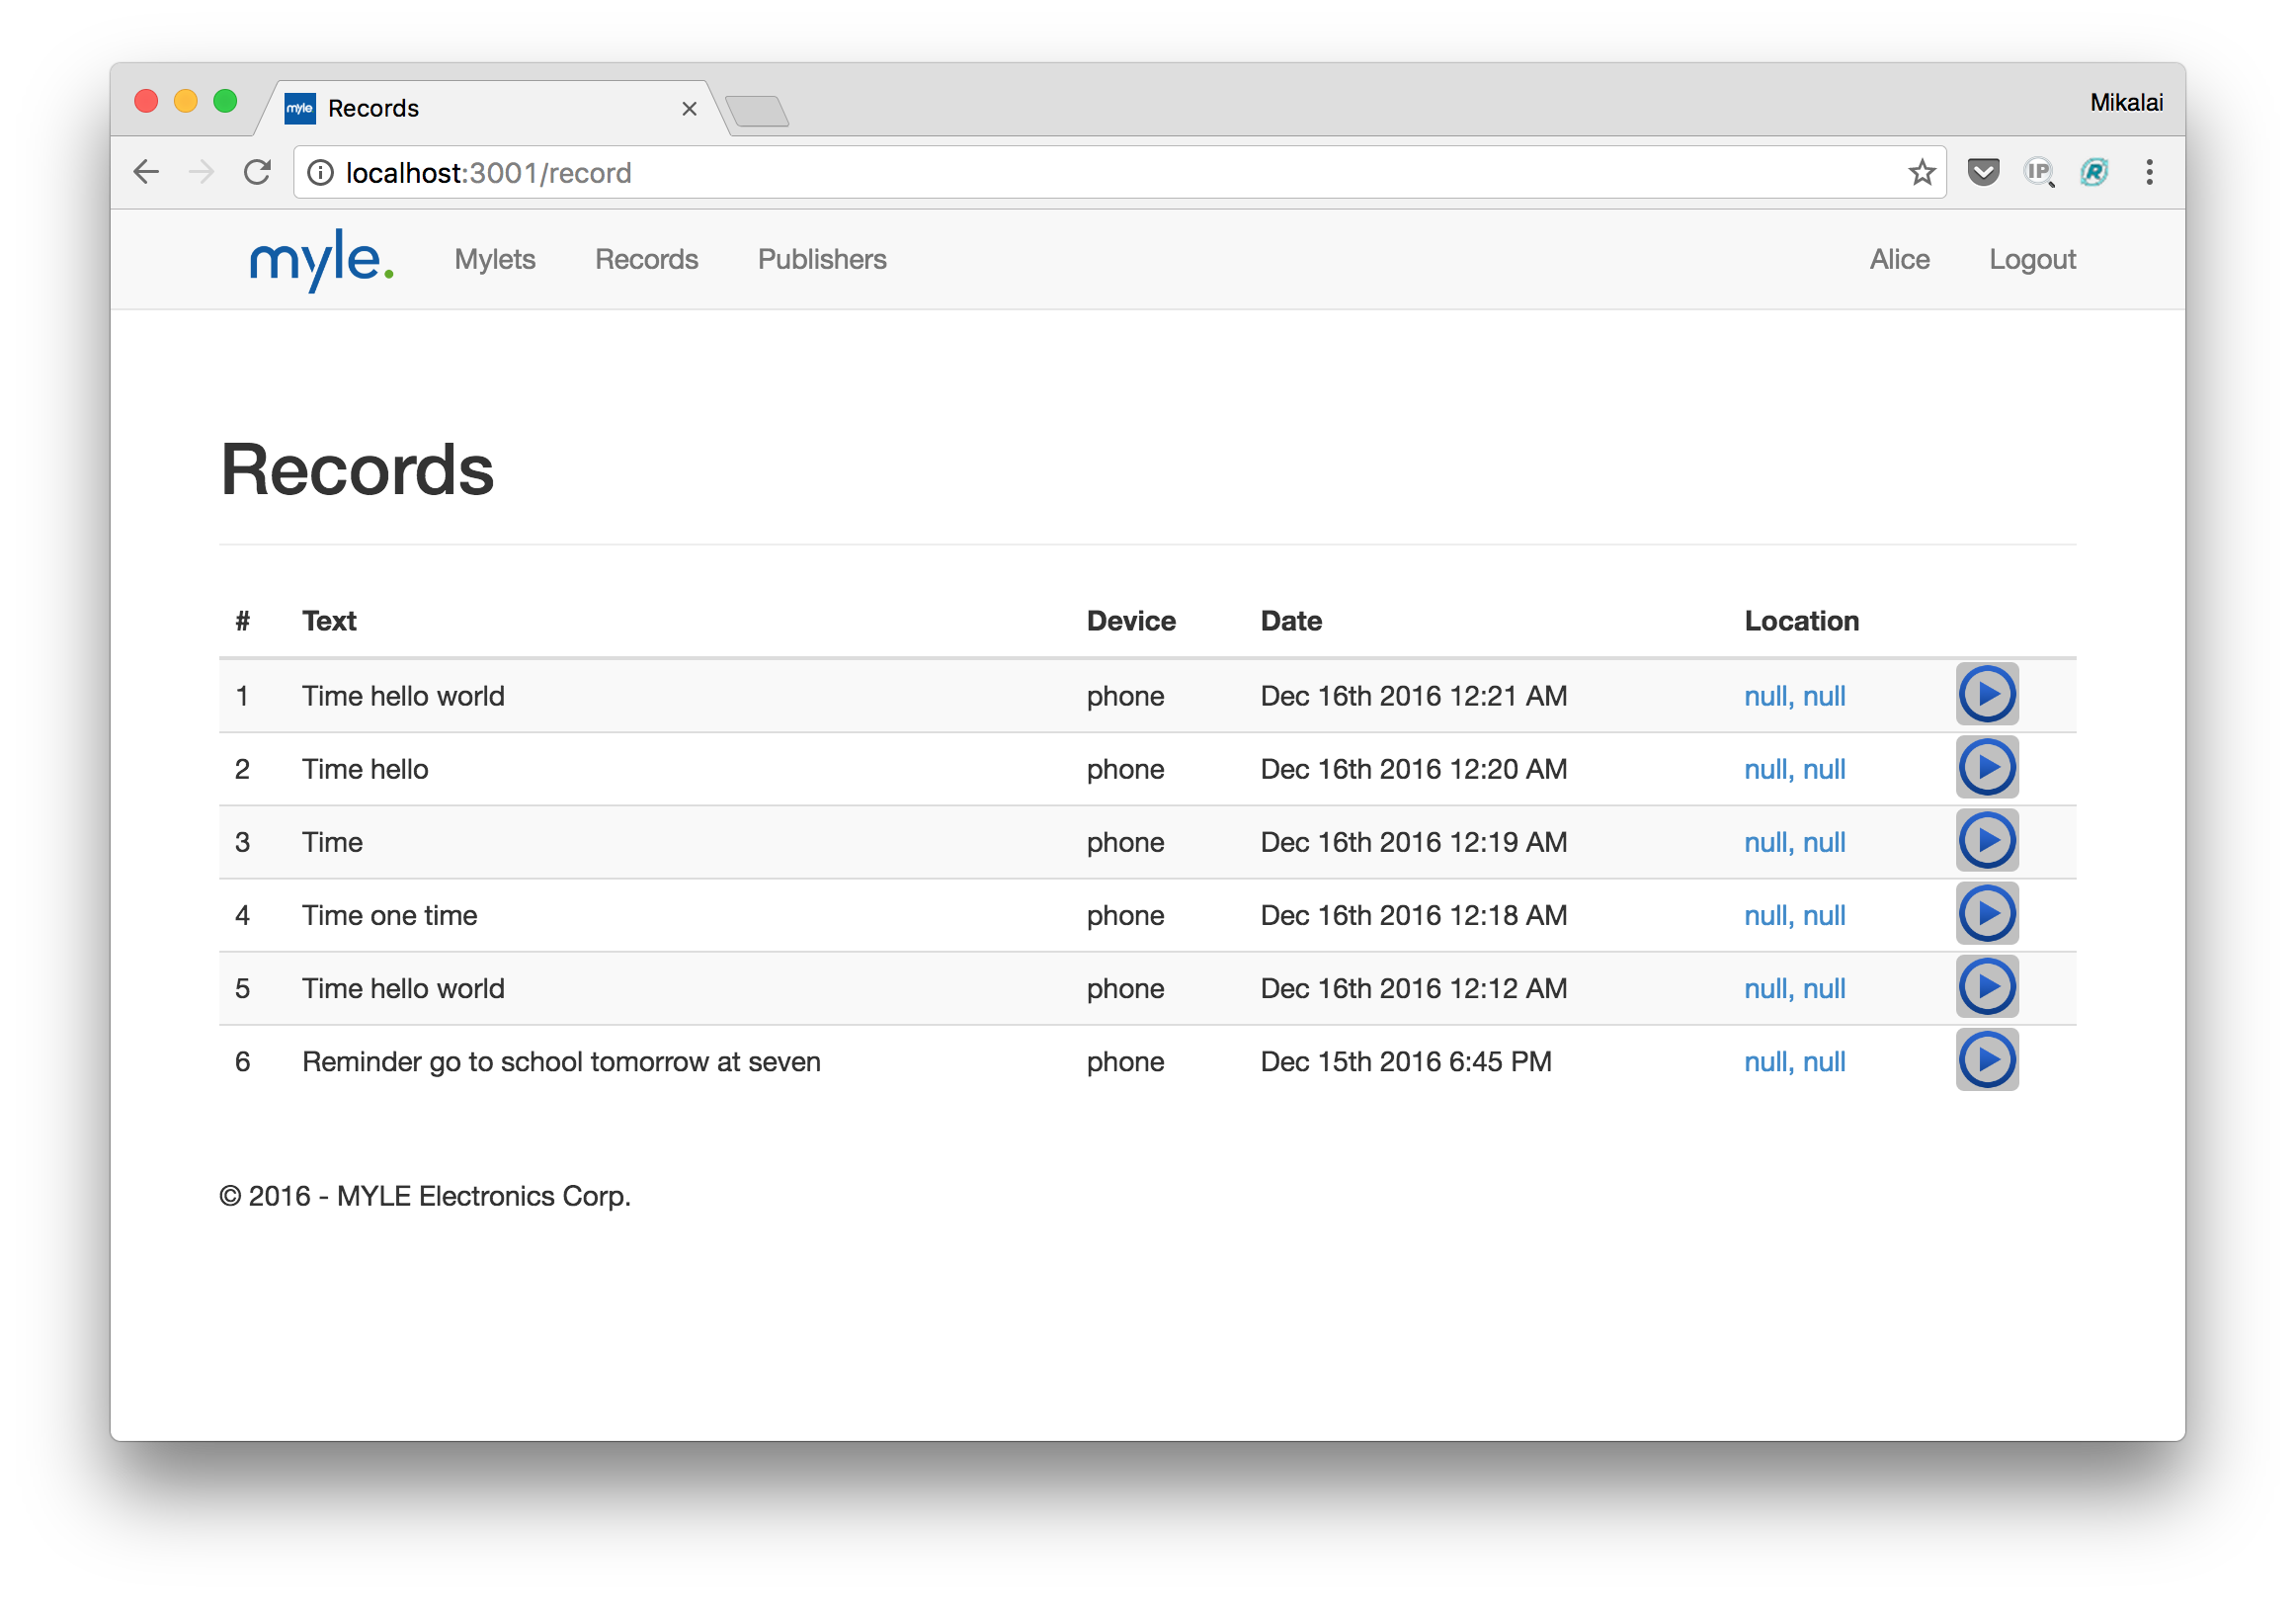 myle Records Mikalai
localhost:3001/record IP R
myle. Mylets Records Publishers Alice Logout
Records
# Text Device Date Location
1 Time hello world phone Dec 16th 2016 12:21 AM null, null
2 Time hello phone Dec 16th 2016 12:20 AM null, null
3 Time phone Dec 16th 2016 12:19 AM null, null
4 Time one time phone Dec 16th 2016 12:18 AM null, null
5 Time hello world phone Dec 16th 2016 12:12 AM null, null
6 Reminder go to school tomorrow at seven phone Dec 15th 2016 6:45 PM null, null
© 2016 - MYLE Electronics Corp.